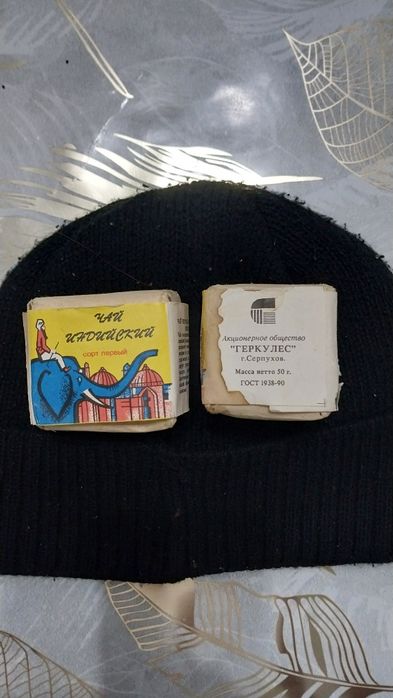 ЧАЙ
ИНДИЙСКИЙ
сорт первый
Акционерное общество
"ГЕРКУЛЕС"
г.Серпухов.
Масса нетто 50 г.
ГОСТ 1938-90